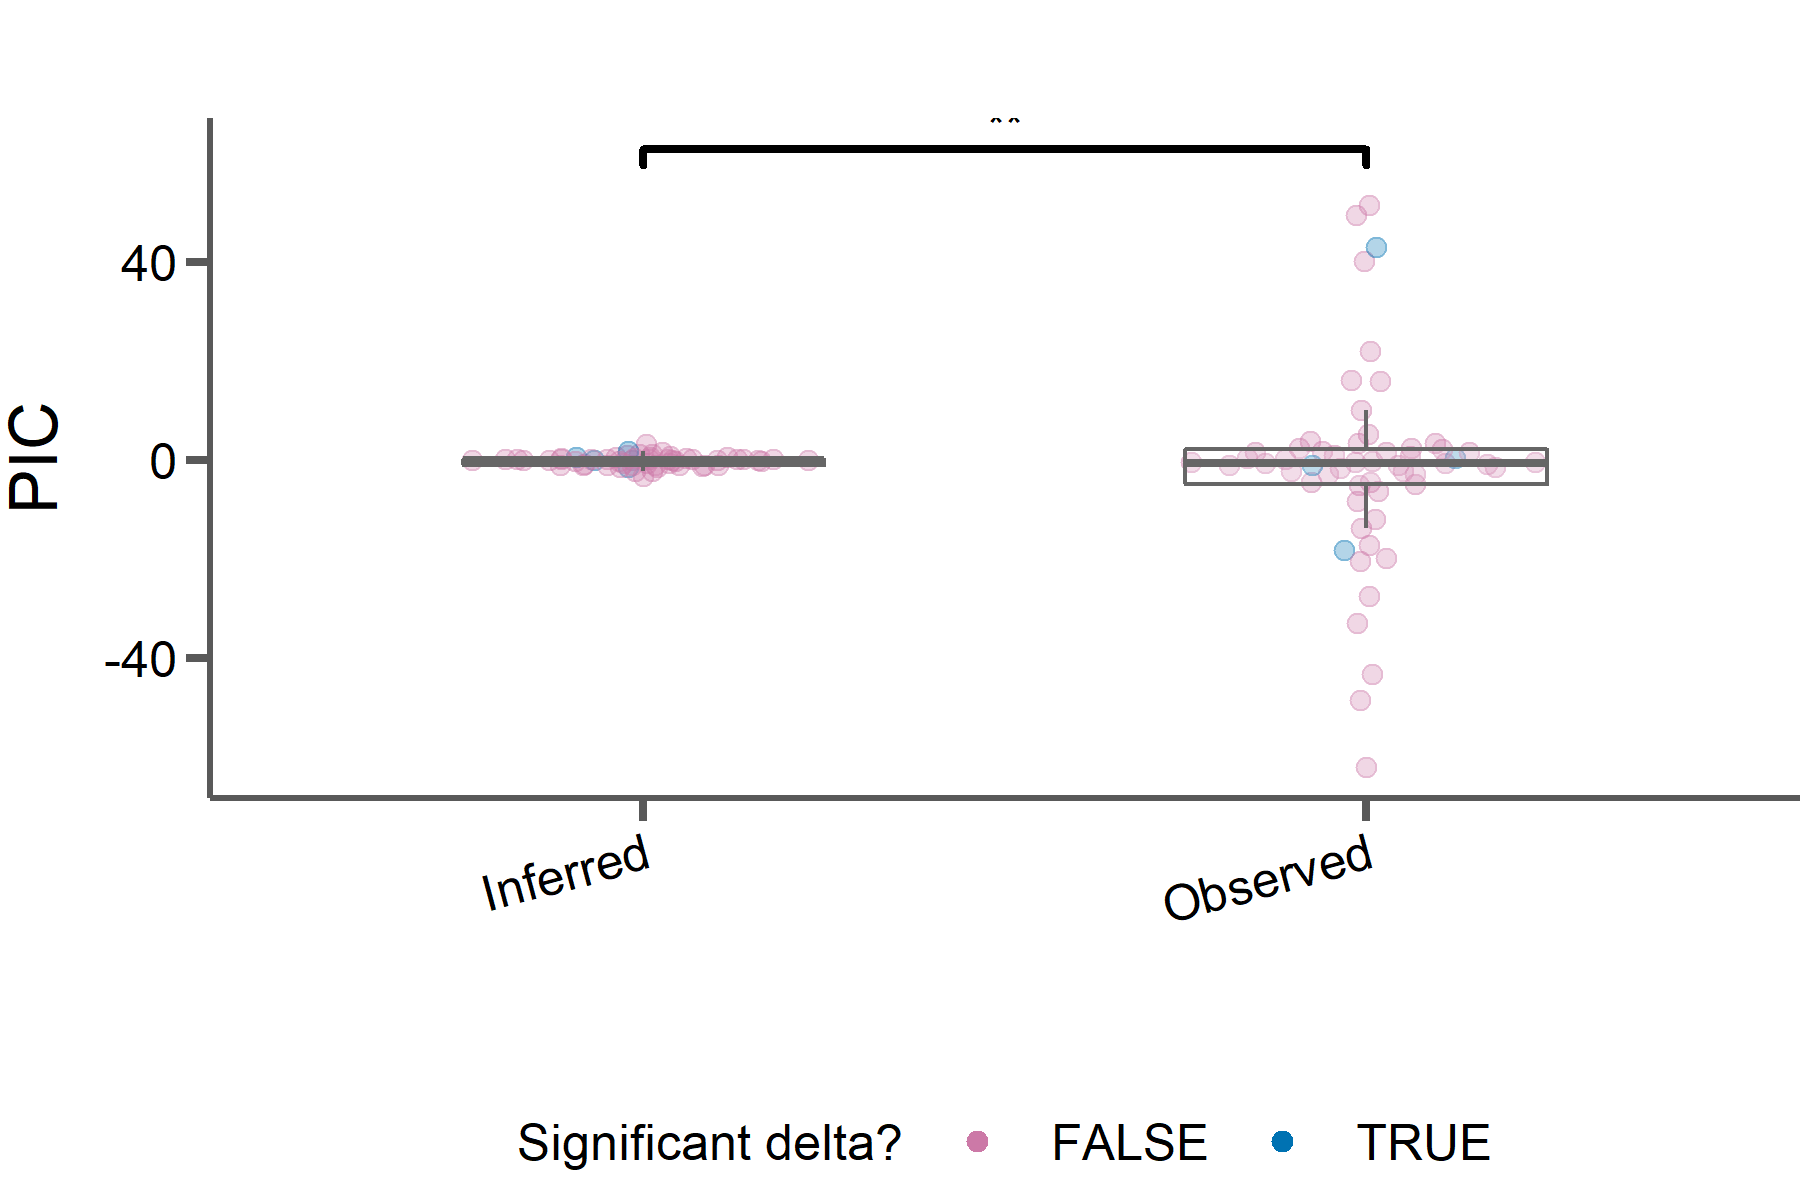 **
40
0
-40
PIC
Inferred
Observed
Significant delta?
FALSE
TRUE